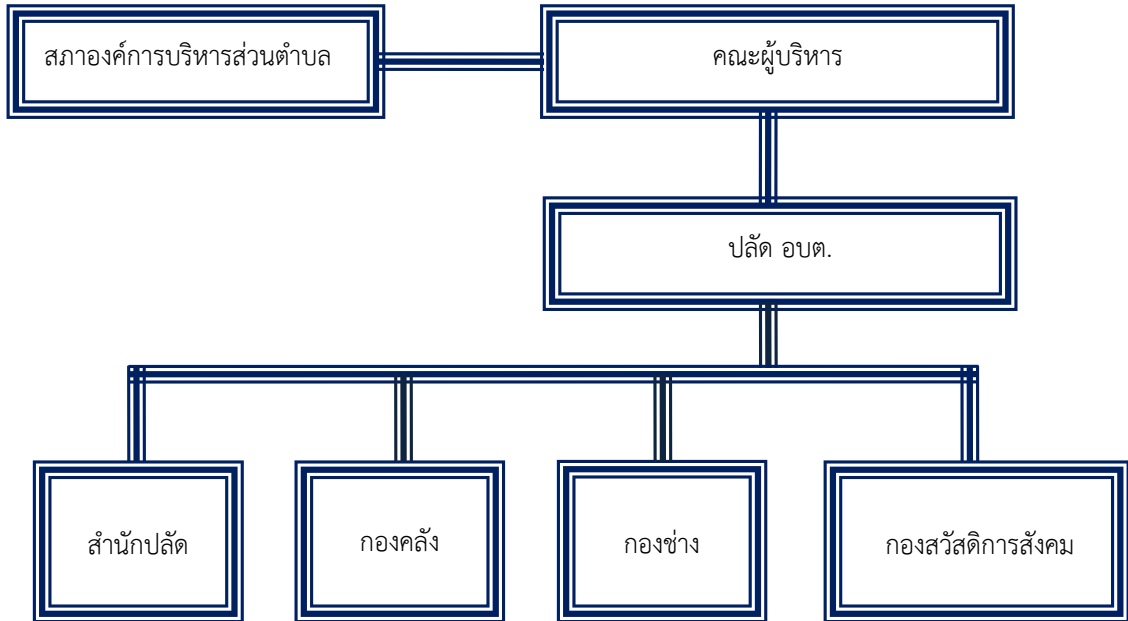 สภาองค์การบริหารส่วนตำบล
คณะผู้บริหาร
ปลัด อบต.
สำนักปลัด
กองคลัง
กองช่าง
กองสวัสดิการสังคม